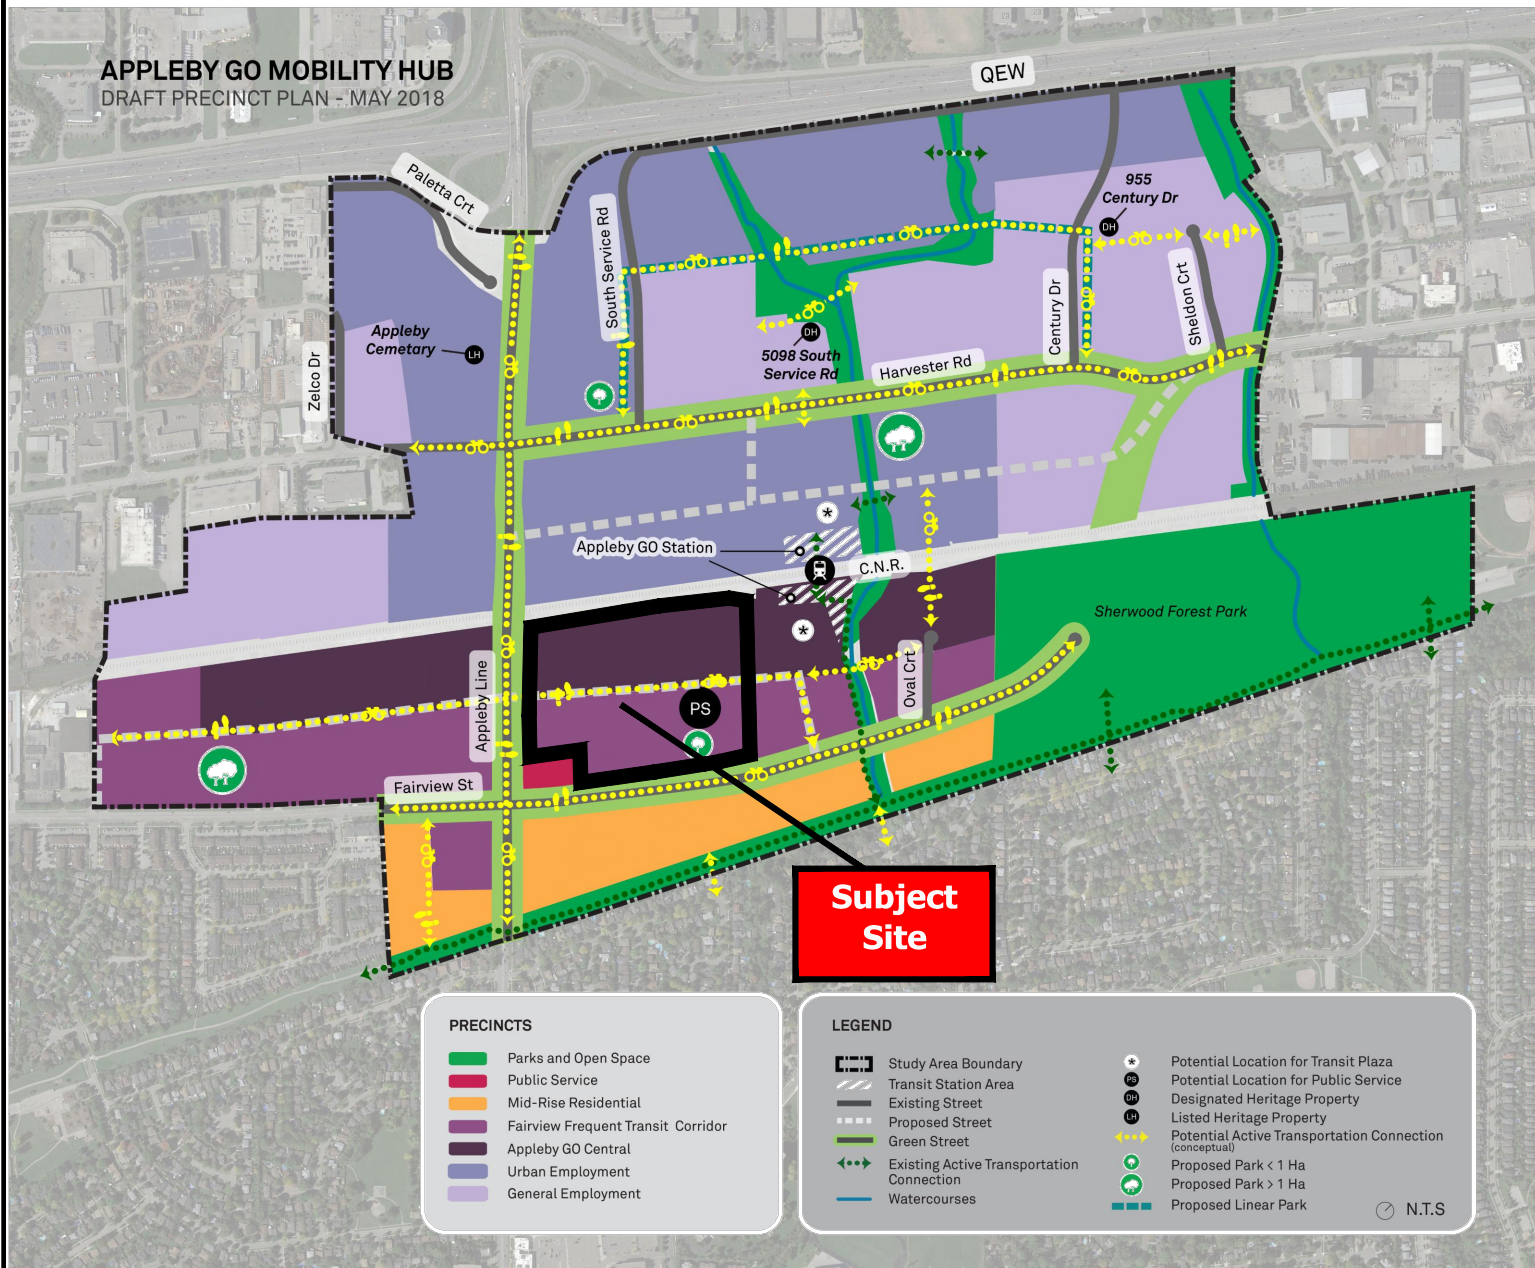 APPLEBY GO MOBILITY HUB
DRAFT PRECINCT PLAN - MAY 2018
QEW
Paletta Crt
955
Century Dr
DH
South Service Rd
Sheldon Crt
Century Dr
Appleby
Cemetary
LH
DH
5098 South
Service Rd
Harvester Rd
Zelco Dr
*
Appleby GO Station
C.N.R.
Sherwood Forest Park
*
Oval Crt
Appleby Line
PS
Fairview St
Subject
Site
PRECINCTS
Parks and Open Space
Public Service
Mid-Rise Residential
Fairview Frequent Transit Corridor
Appleby GO Central
Urban Employment
General Employment
LEGEND
Study Area Boundary
Transit Station Area
Existing Street
Proposed Street
Green Street
Existing Active Transportation
Connection
Watercourses
* Potential Location for Transit Plaza
PS Potential Location for Public Service
DH Designated Heritage Property
LH Listed Heritage Property
Potential Active Transportation Connection
(conceptual)
Proposed Park < 1 Ha
Proposed Park > 1 Ha
Proposed Linear Park
N.T.S